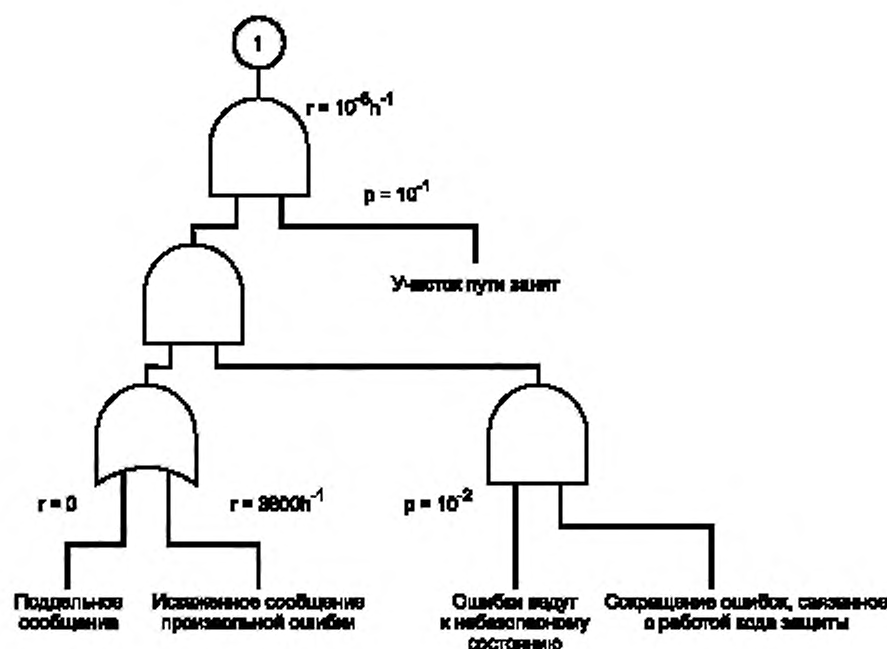 1
r = 10⁻⁶h⁻¹
p = 10⁻¹
Участок пути занят
r = 0
r = 3600h⁻¹
p = 10⁻²
Поддельное
сообщение
Искаженное сообщение
произвольной ошибки
Ошибки ведут
к небезопасному
состоянию
Сокращение ошибок, связанное
с работой кода защиты